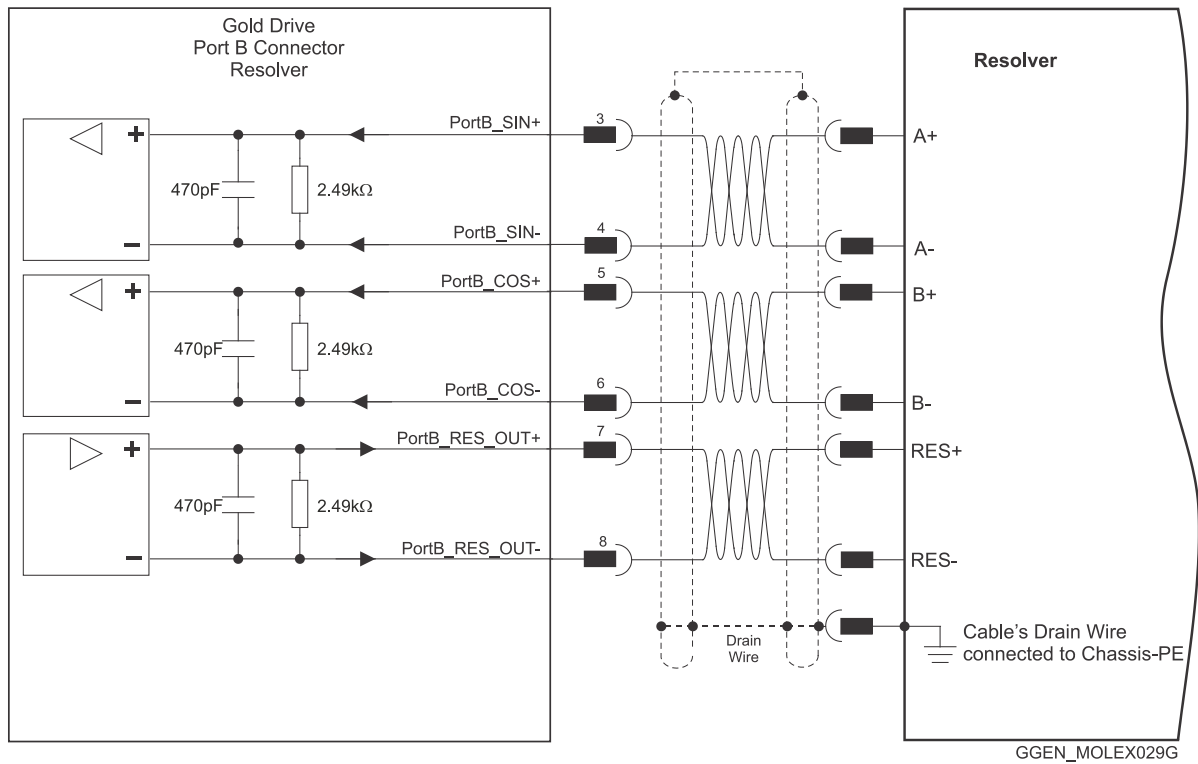 Gold Drive
Port B Connector
Resolver
Resolver
+
PortB_SIN+
3
A+
470pF
2.49kΩ
–
PortB_SIN-
4
A-
+
PortB_COS+
5
B+
470pF
2.49kΩ
–
PortB_COS-
6
B-
+
PortB_RES_OUT+
7
RES+
470pF
2.49kΩ
–
PortB_RES_OUT-
8
RES-
Drain
Wire
Cable's Drain Wire
connected to Chassis-PE
GGEN_MOLEX029G